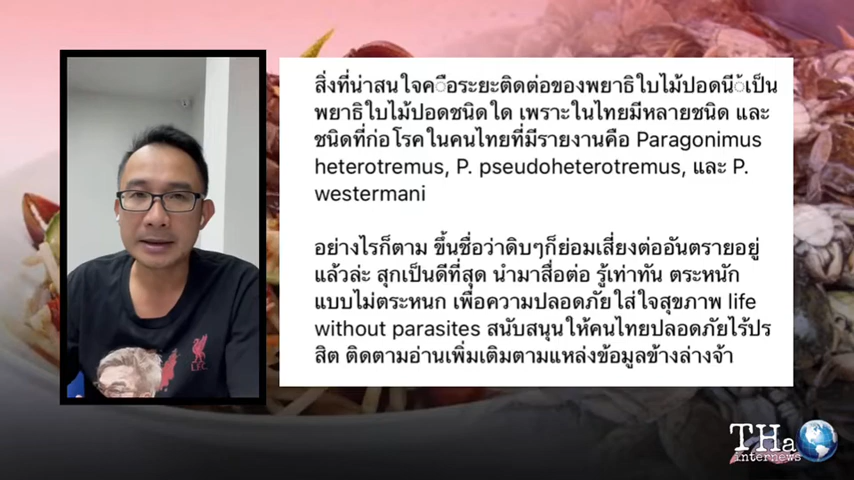 สิ่งที่น่าสนใจคือระยะติดต่อของพยาธิใบไม้ปอดนี้เป็น
พยาธิใบไม้ปอดชนิดใด เพราะในไทยมีหลายชนิด และ
ชนิดที่ก่อโรคในคนไทยที่มีรายงานคือ Paragonimus
heterotremus, P. pseudoheterotremus, และ P.
westermani
อย่างไรก็ตาม ขึ้นชื่อว่าดิบๆก็ย่อมเสี่ยงต่ออันตรายอยู่
แล้วล่ะ สุกเป็นดีที่สุด นำมาสื่อต่อ รู้เท่าทัน ตระหนัก
แบบไม่ตระหนก เพื่อความปลอดภัยใส่ใจสุขภาพ life
without parasites สนับสนุนให้คนไทยปลอดภัยไร้ปร
สิต ติดตามอ่านเพิ่มเติมตามแหล่งข้อมูลข้างล่างจ้า
L.F.C.
THa
internews